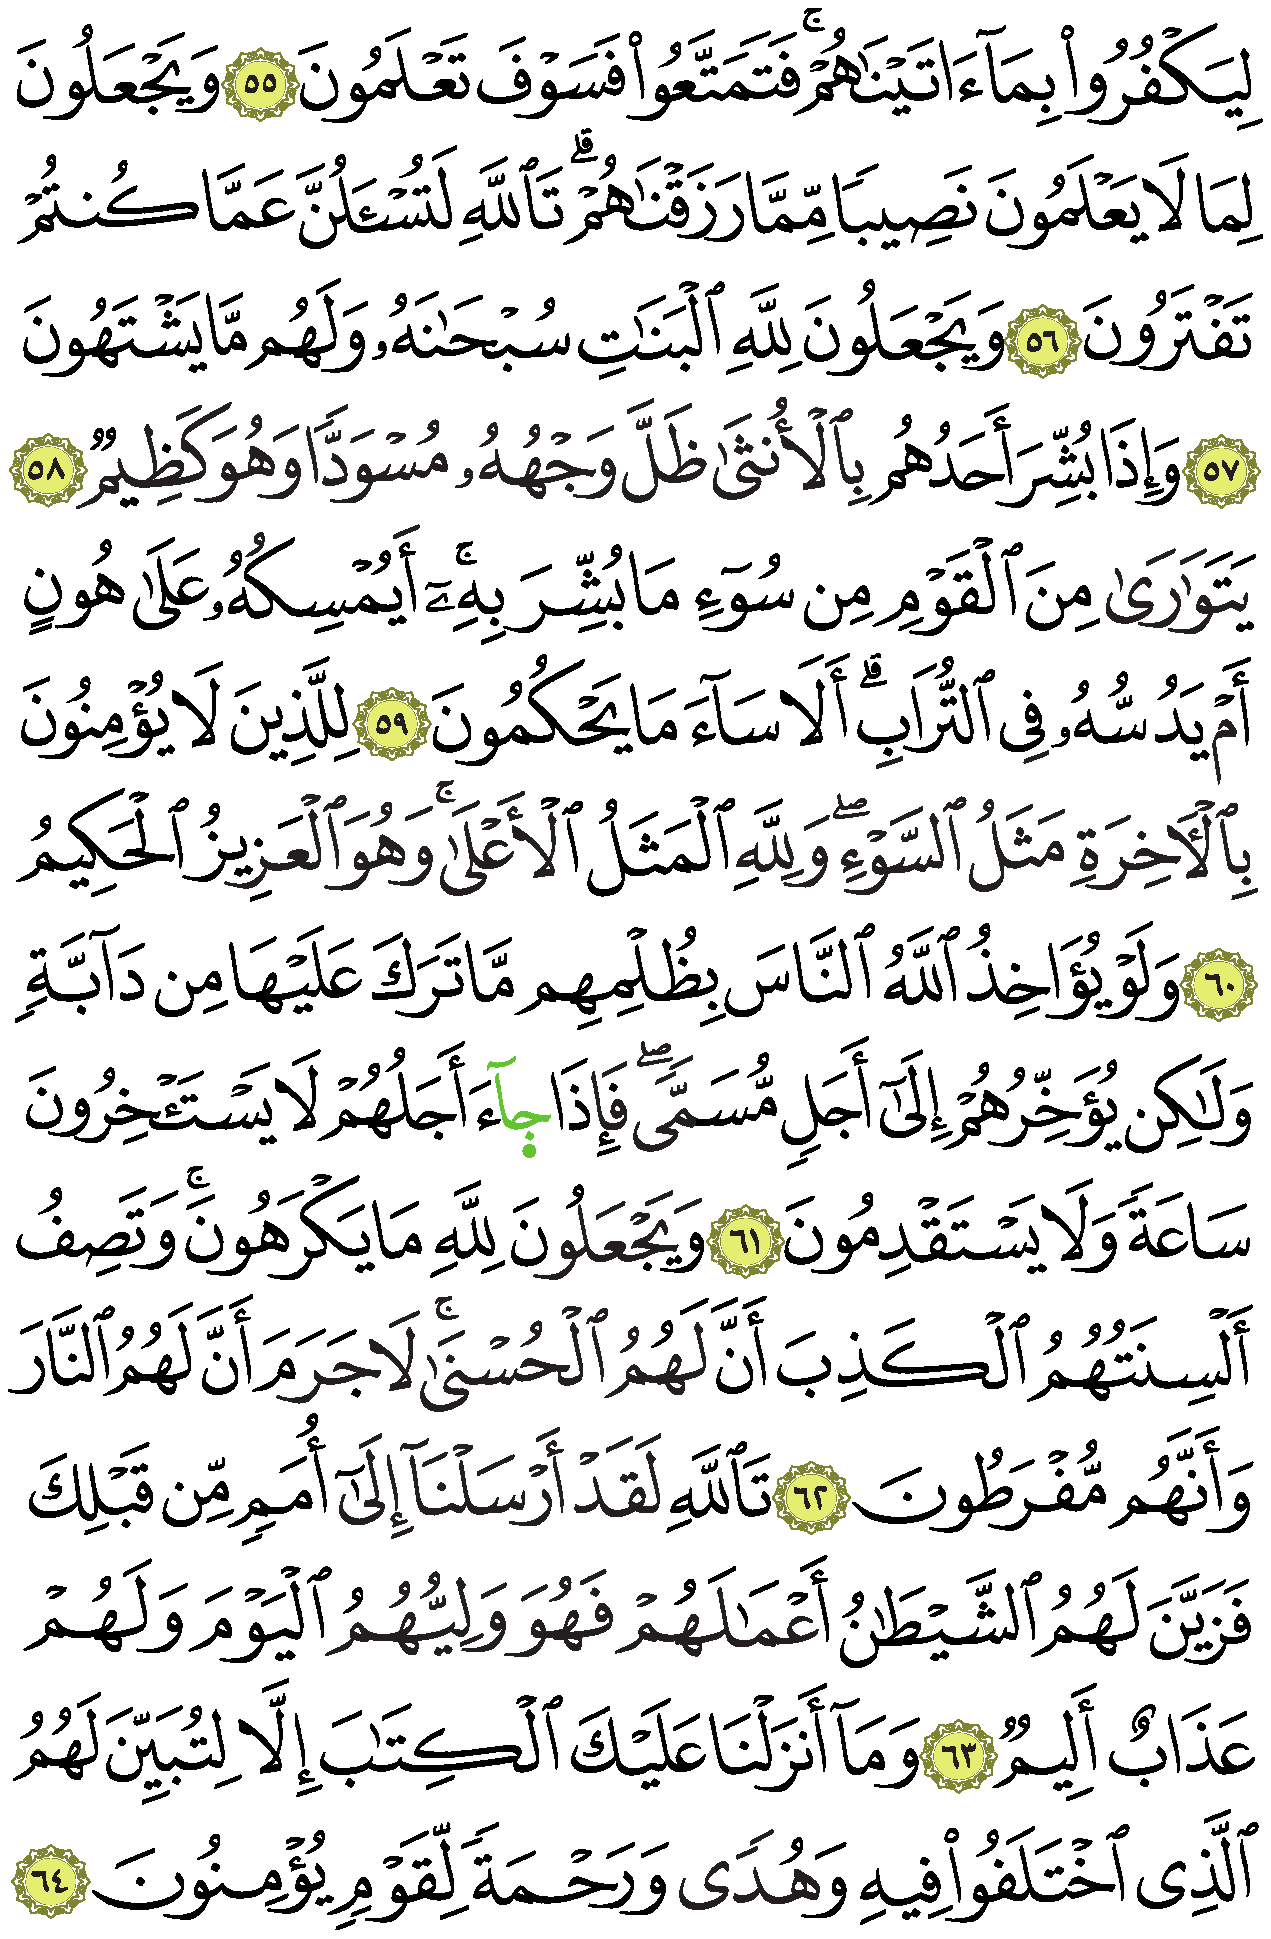 لِيَكْفُرُوا۟ بِمَآ ءَاتَيْنَٰهُمْ ۚ فَتَمَتَّعُوا۟ فَسَوْفَ تَعْلَمُونَ ٥٥ وَيَجْعَلُونَ
لِمَا لَا يَعْلَمُونَ نَصِيبًا مِّمَّا رَزَقْنَٰهُمْ ۗ تَٱللَّهِ لَتُسْـَٔلُنَّ عَمَّا كُنتُمْ
تَفْتَرُونَ ٥٦ وَيَجْعَلُونَ لِلَّهِ ٱلْبَنَٰتِ سُبْحَٰنَهُۥ وَلَهُم مَّا يَشْتَهُونَ
٥٧ وَإِذَا بُشِّرَ أَحَدُهُم بِٱلْأُنثَىٰ ظَلَّ وَجْهُهُۥ مُسْوَدًّا وَهُوَ كَظِيمٌ ٥٨
يَتَوَٰرَىٰ مِنَ ٱلْقَوْمِ مِن سُوٓءِ مَا بُشِّرَ بِهِۦٓ ۚ أَيُمْسِكُهُۥ عَلَىٰ هُونٍ
أَمْ يَدُسُّهُۥ فِى ٱلتُّرَابِ ۗ أَلَا سَآءَ مَا يَحْكُمُونَ ٥٩ لِلَّذِينَ لَا يُؤْمِنُونَ
بِٱلْـَٔاخِرَةِ مَثَلُ ٱلسَّوْءِ ۖ وَلِلَّهِ ٱلْمَثَلُ ٱلْأَعْلَىٰ ۚ وَهُوَ ٱلْعَزِيزُ ٱلْحَكِيمُ
٦٠ وَلَوْ يُؤَاخِذُ ٱللَّهُ ٱلنَّاسَ بِظُلْمِهِم مَّا تَرَكَ عَلَيْهَا مِن دَآبَّةٍ
وَلَٰكِن يُؤَخِّرُهُمْ إِلَىٰٓ أَجَلٍ مُّسَمًّى ۖ فَإِذَا جَآءَ أَجَلُهُمْ لَا يَسْتَـْٔخِرُونَ
سَاعَةً وَلَا يَسْتَقْدِمُونَ ٦١ وَيَجْعَلُونَ لِلَّهِ مَا يَكْرَهُونَ ۚ وَتَصِفُ
أَلْسِنَتُهُمُ ٱلْكَذِبَ أَنَّ لَهُمُ ٱلْحُسْنَىٰ ۚ لَا جَرَمَ أَنَّ لَهُمُ ٱلنَّارَ
وَأَنَّهُم مُّفْرَطُونَ ٦٢ تَٱللَّهِ لَقَدْ أَرْسَلْنَآ إِلَىٰٓ أُمَمٍ مِّن قَبْلِكَ
فَزَيَّنَ لَهُمُ ٱلشَّيْطَٰنُ أَعْمَٰلَهُمْ فَهُوَ وَلِيُّهُمُ ٱلْيَوْمَ وَلَهُمْ
عَذَابٌ أَلِيمٌ ٦٣ وَمَآ أَنزَلْنَا عَلَيْكَ ٱلْكِتَٰبَ إِلَّا لِتُبَيِّنَ لَهُمُ
ٱلَّذِى ٱخْتَلَفُوا۟ فِيهِ وَهُدًى وَرَحْمَةً لِّقَوْمٍ يُؤْمِنُونَ ٦٤